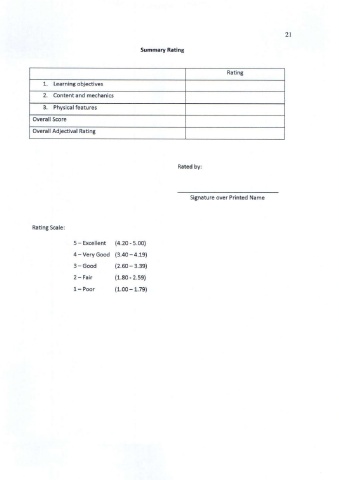 21
Summary Rating
Rating
1. Learning objectives
2. Content and mechanics
3. Physical features
Overall Score
Overall Adjectival Rating
Rated by:
Signature over Printed Name
Rating Scale:
5 – Excellent (4.20 - 5.00)
4 – Very Good (3.40 – 4.19)
3 – Good (2.60 – 3.39)
2 – Fair (1.80 - 2.59)
1 – Poor (1.00 – 1.79)